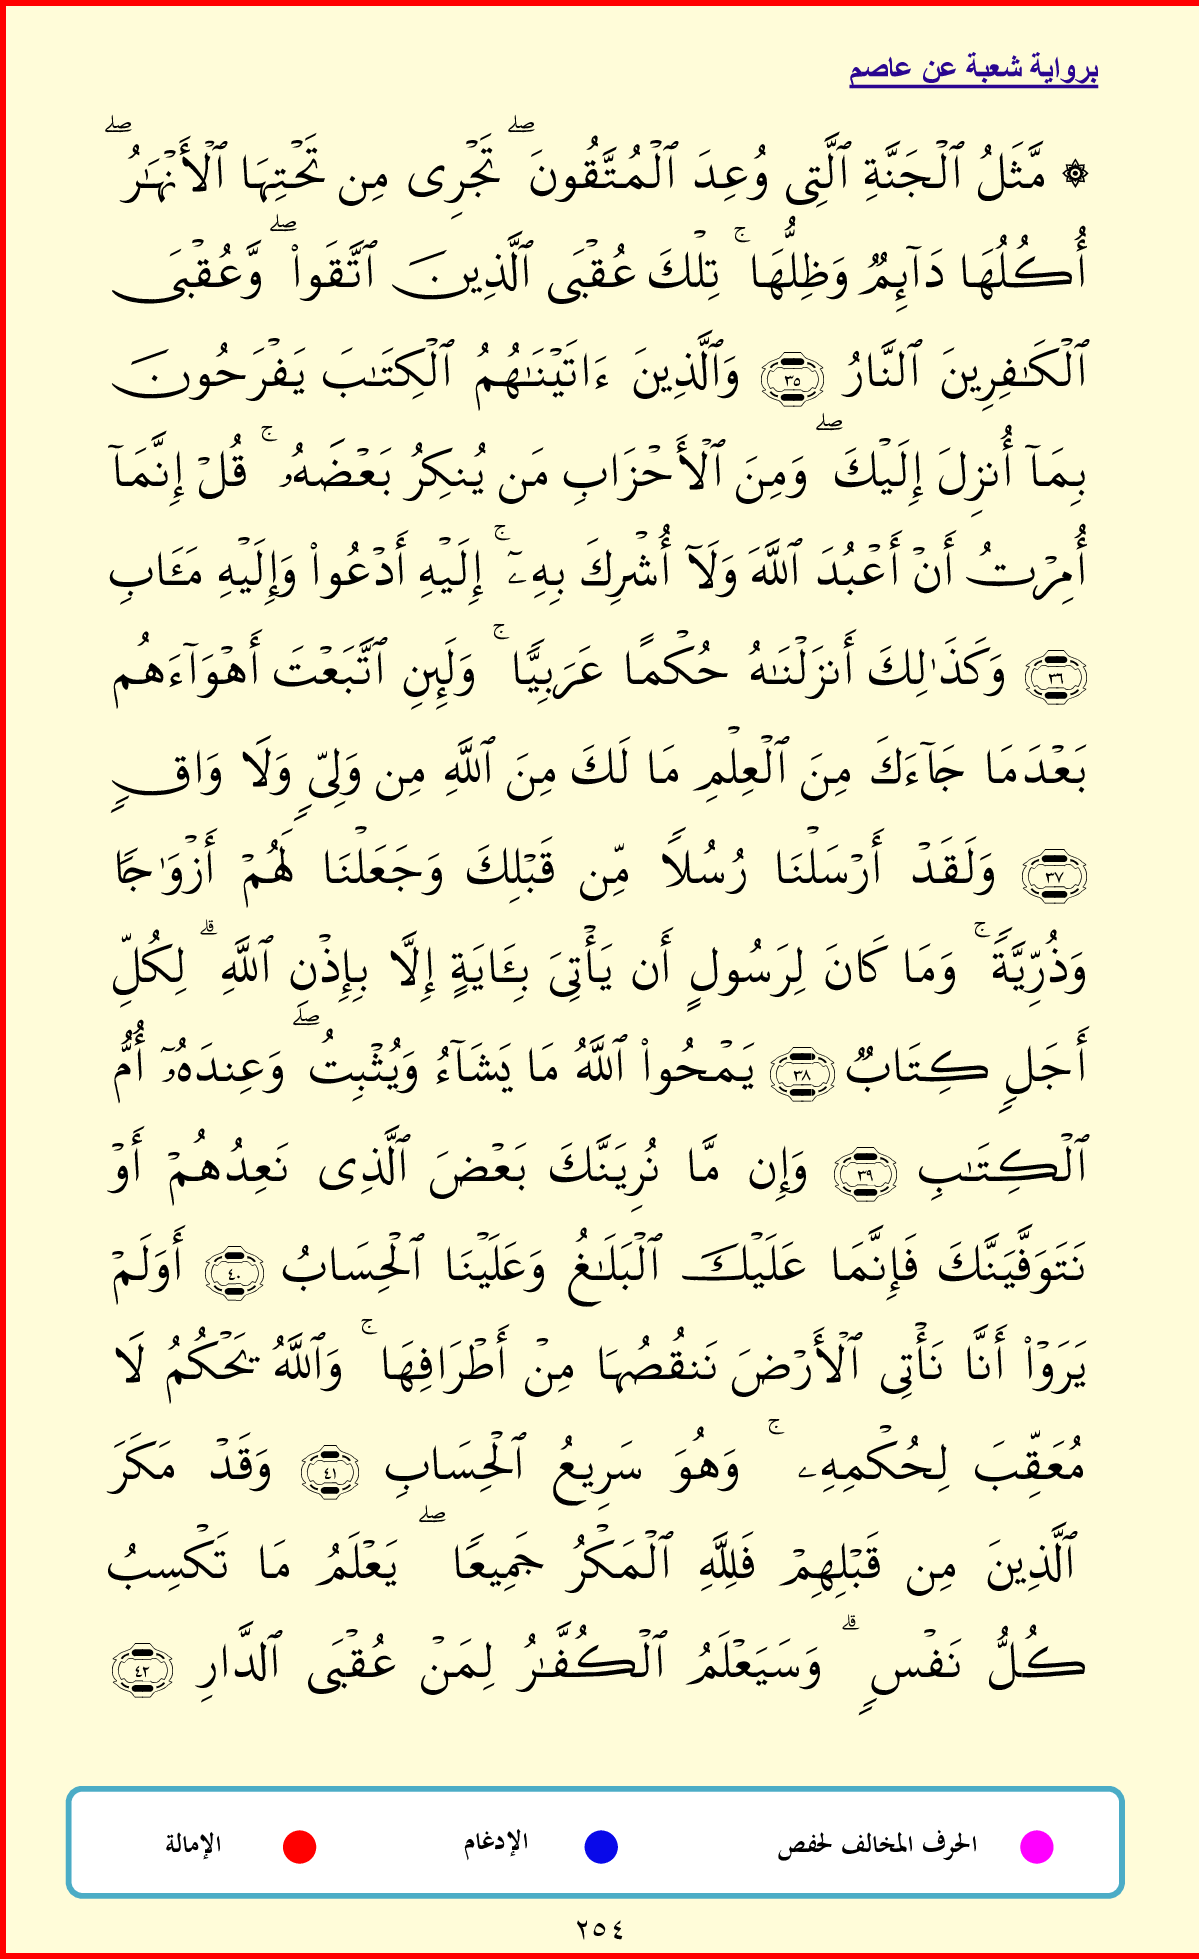 برواية شعبة عن عاصم
۞ مَّثَلُ ٱلْجَنَّةِ ٱلَّتِى وُعِدَ ٱلْمُتَّقُونَ ۖ تَجْرِى مِن تَحْتِهَا ٱلْأَنْهَـٰرُ ۖ
أُكُلُهَا دَآئِمٌ وَظِلُّهَا ۚ تِلْكَ عُقْبَى ٱلَّذِينَ ٱتَّقَوا۟ ۖ وَّعُقْبَى
ٱلْكَـٰفِرِينَ ٱلنَّارُ ٣٥ وَٱلَّذِينَ ءَاتَيْنَـٰهُمُ ٱلْكِتَـٰبَ يَفْرَحُونَ
بِمَآ أُنزِلَ إِلَيْكَ ۖ وَمِنَ ٱلْأَحْزَابِ مَن يُنكِرُ بَعْضَهُۥ ۚ قُلْ إِنَّمَآ
أُمِرْتُ أَنْ أَعْبُدَ ٱللَّهَ وَلَآ أُشْرِكَ بِهِۦٓ ۚ إِلَيْهِ أَدْعُوا۟ وَإِلَيْهِ مَـَٔابِ
٣٦ وَكَذَٰلِكَ أَنزَلْنَـٰهُ حُكْمًا عَرَبِيًّا ۚ وَلَئِنِ ٱتَّبَعْتَ أَهْوَآءَهُم
بَعْدَمَا جَآءَكَ مِنَ ٱلْعِلْمِ مَا لَكَ مِنَ ٱللَّهِ مِن وَلِىٍّ وَلَا وَاقٍ
٣٧ وَلَقَدْ أَرْسَلْنَا رُسُلًا مِّن قَبْلِكَ وَجَعَلْنَا لَهُمْ أَزْوَٰجًا
وَذُرِّيَّةً ۚ وَمَا كَانَ لِرَسُولٍ أَن يَأْتِىَ بِـَٔايَةٍ إِلَّا بِإِذْنِ ٱللَّهِ ۗ لِكُلِّ
أَجَلٍ كِتَابٌ ٣٨ يَمْحُوا۟ ٱللَّهُ مَا يَشَآءُ وَيُثْبِتُ ۖ وَعِندَهُۥٓ أُمُّ
ٱلْكِتَـٰبِ ٣٩ وَإِن مَّا نُرِيَنَّكَ بَعْضَ ٱلَّذِى نَعِدُهُمْ أَوْ
نَتَوَفَّيَنَّكَ فَإِنَّمَا عَلَيْكَ ٱلْبَلَـٰغُ وَعَلَيْنَا ٱلْحِسَابُ ٤٠ أَوَلَمْ
يَرَوْا۟ أَنَّا نَأْتِى ٱلْأَرْضَ نَنقُصُهَا مِنْ أَطْرَافِهَا ۚ وَٱللَّهُ يَحْكُمُ لَا
مُعَقِّبَ لِحُكْمِهِۦ ۚ وَهُوَ سَرِيعُ ٱلْحِسَابِ ٤١ وَقَدْ مَكَرَ
ٱلَّذِينَ مِن قَبْلِهِمْ فَلِلَّهِ ٱلْمَكْرُ جَمِيعًا ۖ يَعْلَمُ مَا تَكْسِبُ
كُلُّ نَفْسٍ ۗ وَسَيَعْلَمُ ٱلْكُفَّـٰرُ لِمَنْ عُقْبَى ٱلدَّارِ ٤٢
الحرف المخالف لحفص الإدغام الإمالة
٢٥٤